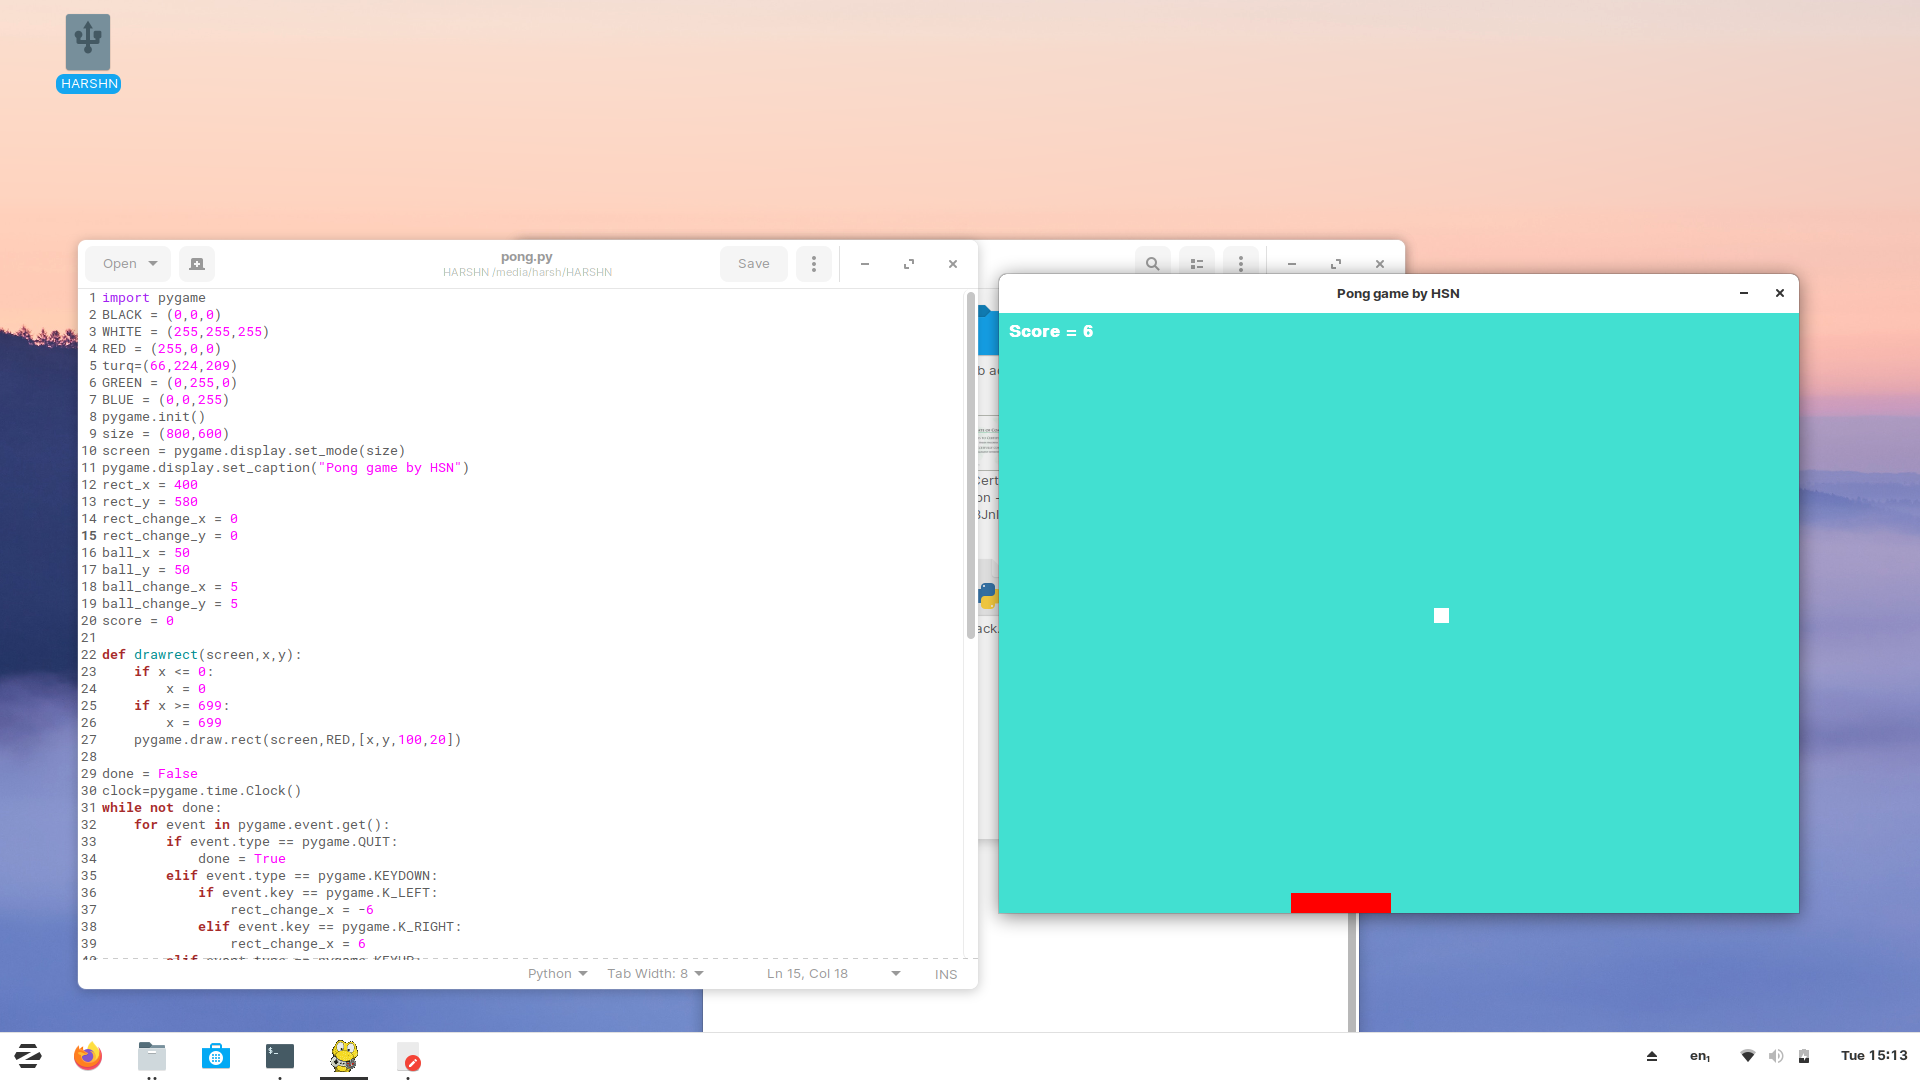 HARSHN
Open
pong.py
HARSHN /media/harsh/HARSHN
Save
1 import pygame
2 BLACK = (0,0,0)
3 WHITE = (255,255,255)
4 RED = (255,0,0)
5 turq=(66,224,209)
6 GREEN = (0,255,0)
7 BLUE = (0,0,255)
8 pygame.init()
9 size = (800,600)
10 screen = pygame.display.set_mode(size)
11 pygame.display.set_caption("Pong game by HSN")
12 rect_x = 400
13 rect_y = 580
14 rect_change_x = 0
15 rect_change_y = 0
16 ball_x = 50
17 ball_y = 50
18 ball_change_x = 5
19 ball_change_y = 5
20 score = 0
21
22 def drawrect(screen,x,y):
23     if x <= 0:
24         x = 0
25     if x >= 699:
26         x = 699
27     pygame.draw.rect(screen,RED,[x,y,100,20])
28
29 done = False
30 clock=pygame.time.Clock()
31 while not done:
32     for event in pygame.event.get():
33         if event.type == pygame.QUIT:
34             done = True
35         elif event.type == pygame.KEYDOWN:
36             if event.key == pygame.K_LEFT:
37                 rect_change_x = -6
38             elif event.key == pygame.K_RIGHT:
39                 rect_change_x = 6
Python
Tab Width: 8
Ln 15, Col 18
INS
Pong game by HSN
Score = 6
en1
Tue 15:13